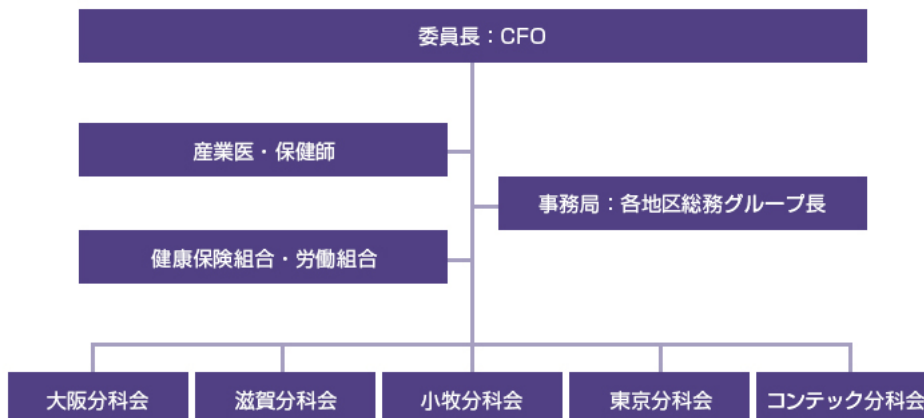 委員長：CFO
産業医・保健師
事務局：各地区総務グループ長
健康保険組合・労働組合
大阪分科会
滋賀分科会
小牧分科会
東京分科会
コンテック分科会